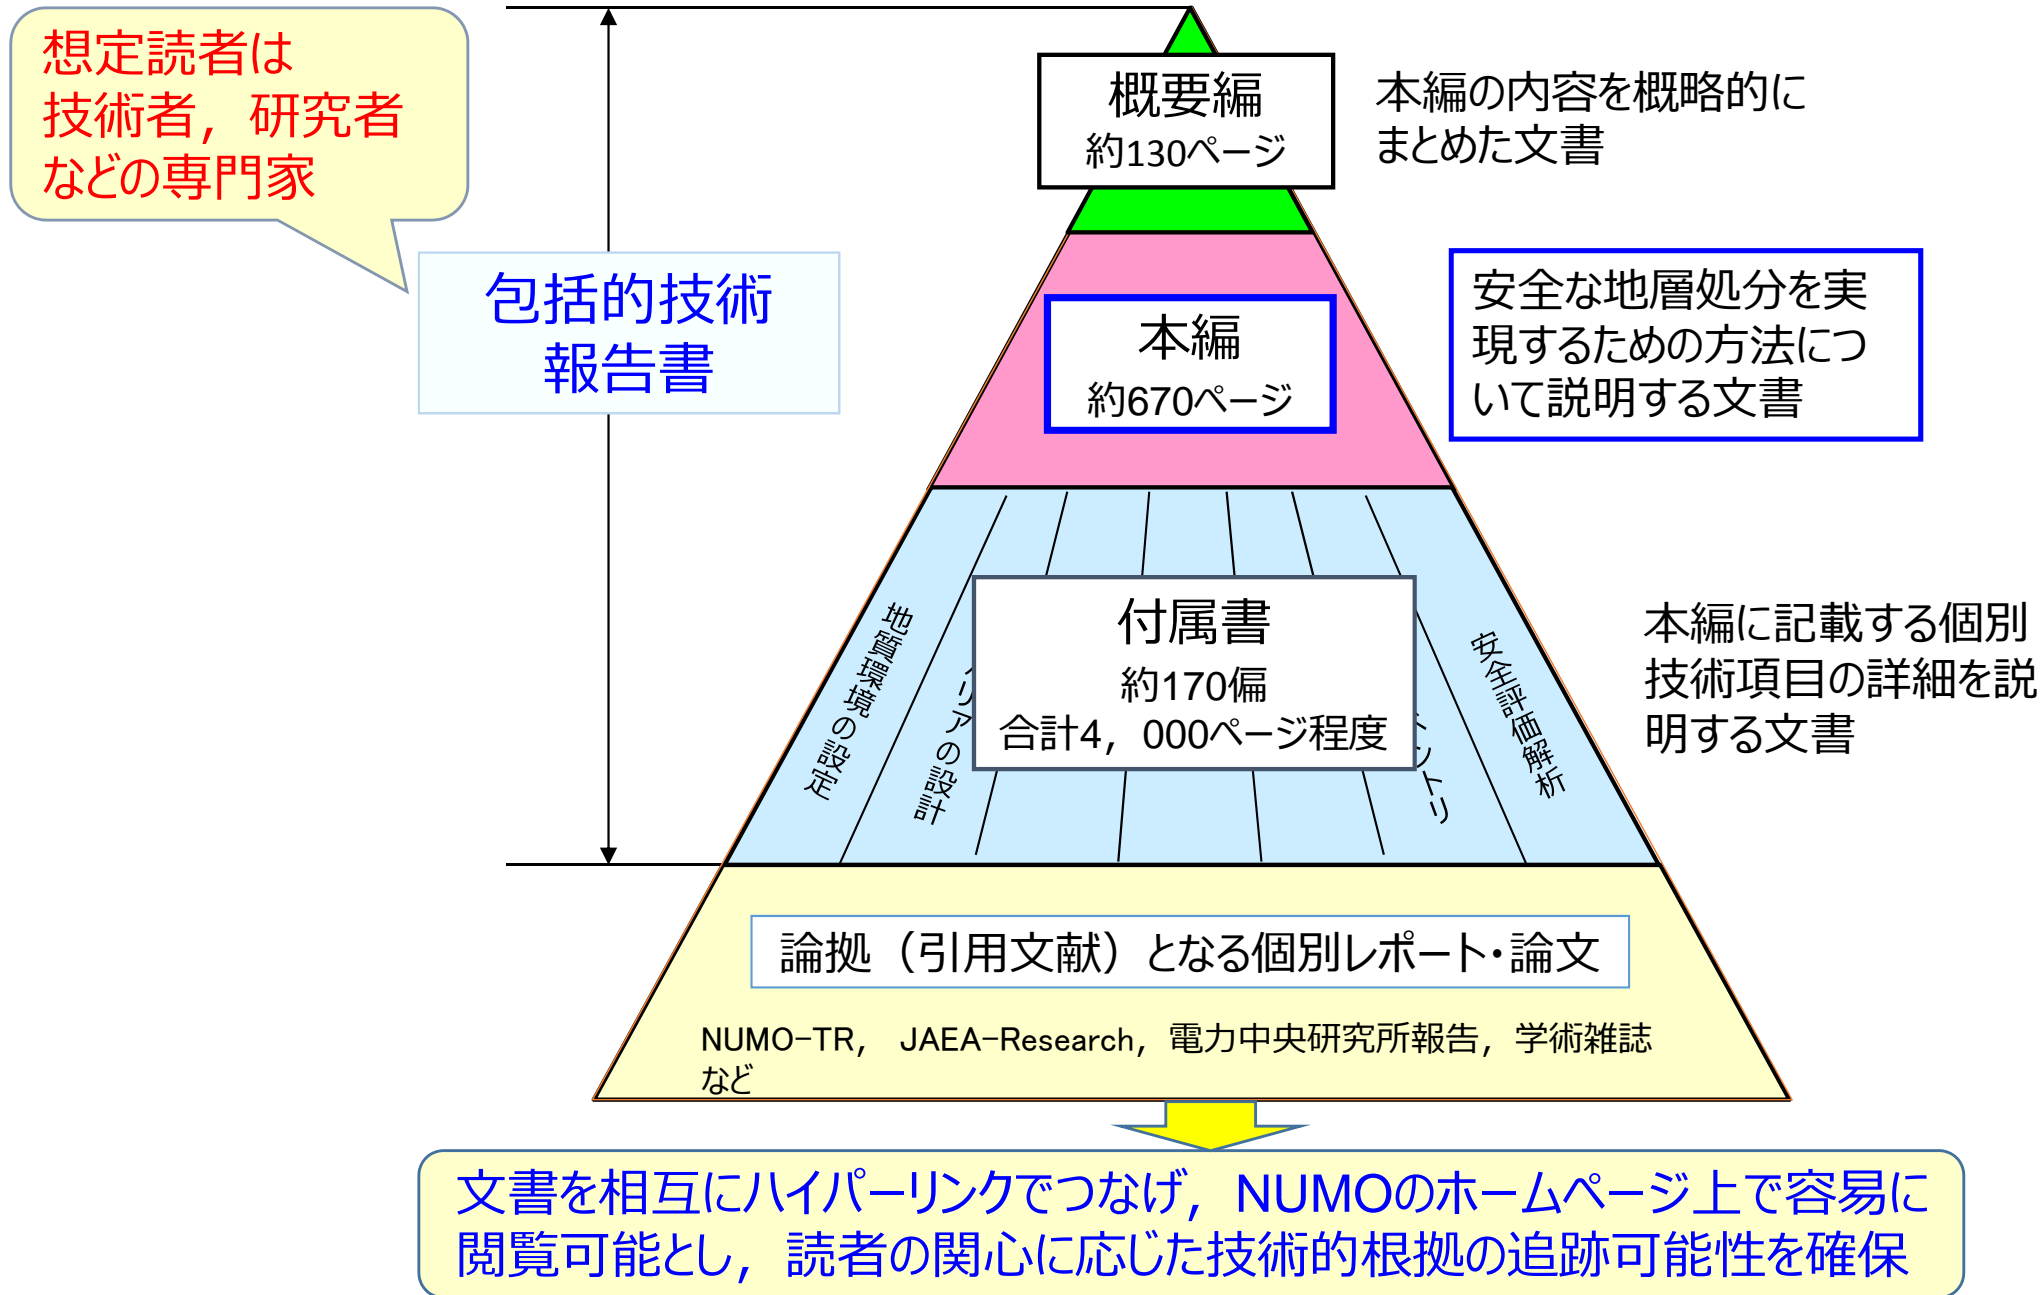 想定読者は
技術者，研究者
などの専門家
包括的技術
報告書
概要編
約130ページ
本編の内容を概略的に
まとめた文書
本編
約670ページ
安全な地層処分を実
現するための方法につ
いて説明する文書
付属書
約170偏
合計4，000ページ程度
地質環境の設定
リアの設計
ントリ
安全評価解析
本編に記載する個別
技術項目の詳細を説
明する文書
論拠（引用文献）となる個別レポート・論文
NUMO-TR， JAEA-Research，電力中央研究所報告，学術雑誌
など
文書を相互にハイパーリンクでつなげ，NUMOのホームページ上で容易に
閲覧可能とし，読者の関心に応じた技術的根拠の追跡可能性を確保